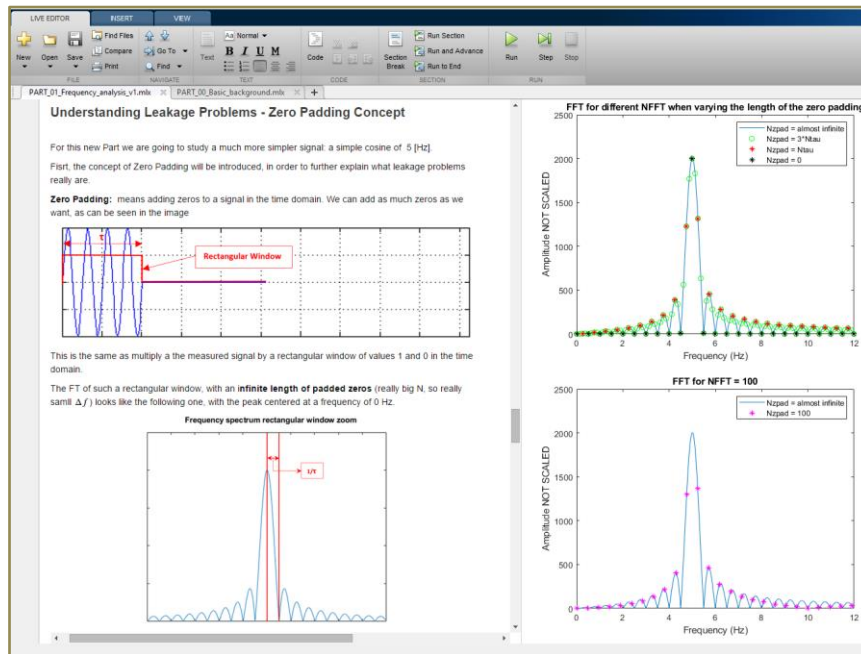 LIVE EDITOR INSERT VIEW
New Open Save Find Files Compare Print
FILE
Go To Find
NAVIGATE
Text Aa Normal B I U M
TEXT
Code
CODE
Section Break Run Section Run and Advance Run to End
SECTION
Run Step Stop
RUN
PART_01_Frequency_analysis_v1.mlx PART_00_Basic_background.mlx
Understanding Leakage Problems - Zero Padding Concept
For this new Part we are going to study a much more simpler signal: a simple cosine of 5 [Hz].
Fisrt, the concept of Zero Padding will be introduced, in order to further explain what leakage problems
really are.
Zero Padding: means adding zeros to a signal in the time domain. We can add as much zeros as we
want, as can be seen in the image
τ
Rectangular Window
This is the same as multiply a the measured signal by a rectangular window of values 1 and 0 in the time
domain.
The FT of such a rectangular window, with an infinite length of padded zeros (really big N, so really
samll Δf) looks like the following one, with the peak centered at a frequency of 0 Hz.
Frequency spectrum rectangular window zoom
1/τ
FFT for different NFFT when varying the length of the zero padding
Nzpad = almost infinite
Nzpad = 3*Ntau
Nzpad = Ntau
Nzpad = 0
Amplitude NOT SCALED
2500
2000
1500
1000
500
0
0 2 4 6 8 10 12
Frequency (Hz)
FFT for NFFT = 100
Nzpad = almost infinite
Nzpad = 100
Amplitude NOT SCALED
2500
2000
1500
1000
500
0
0 2 4 6 8 10 12
Frequency (Hz)